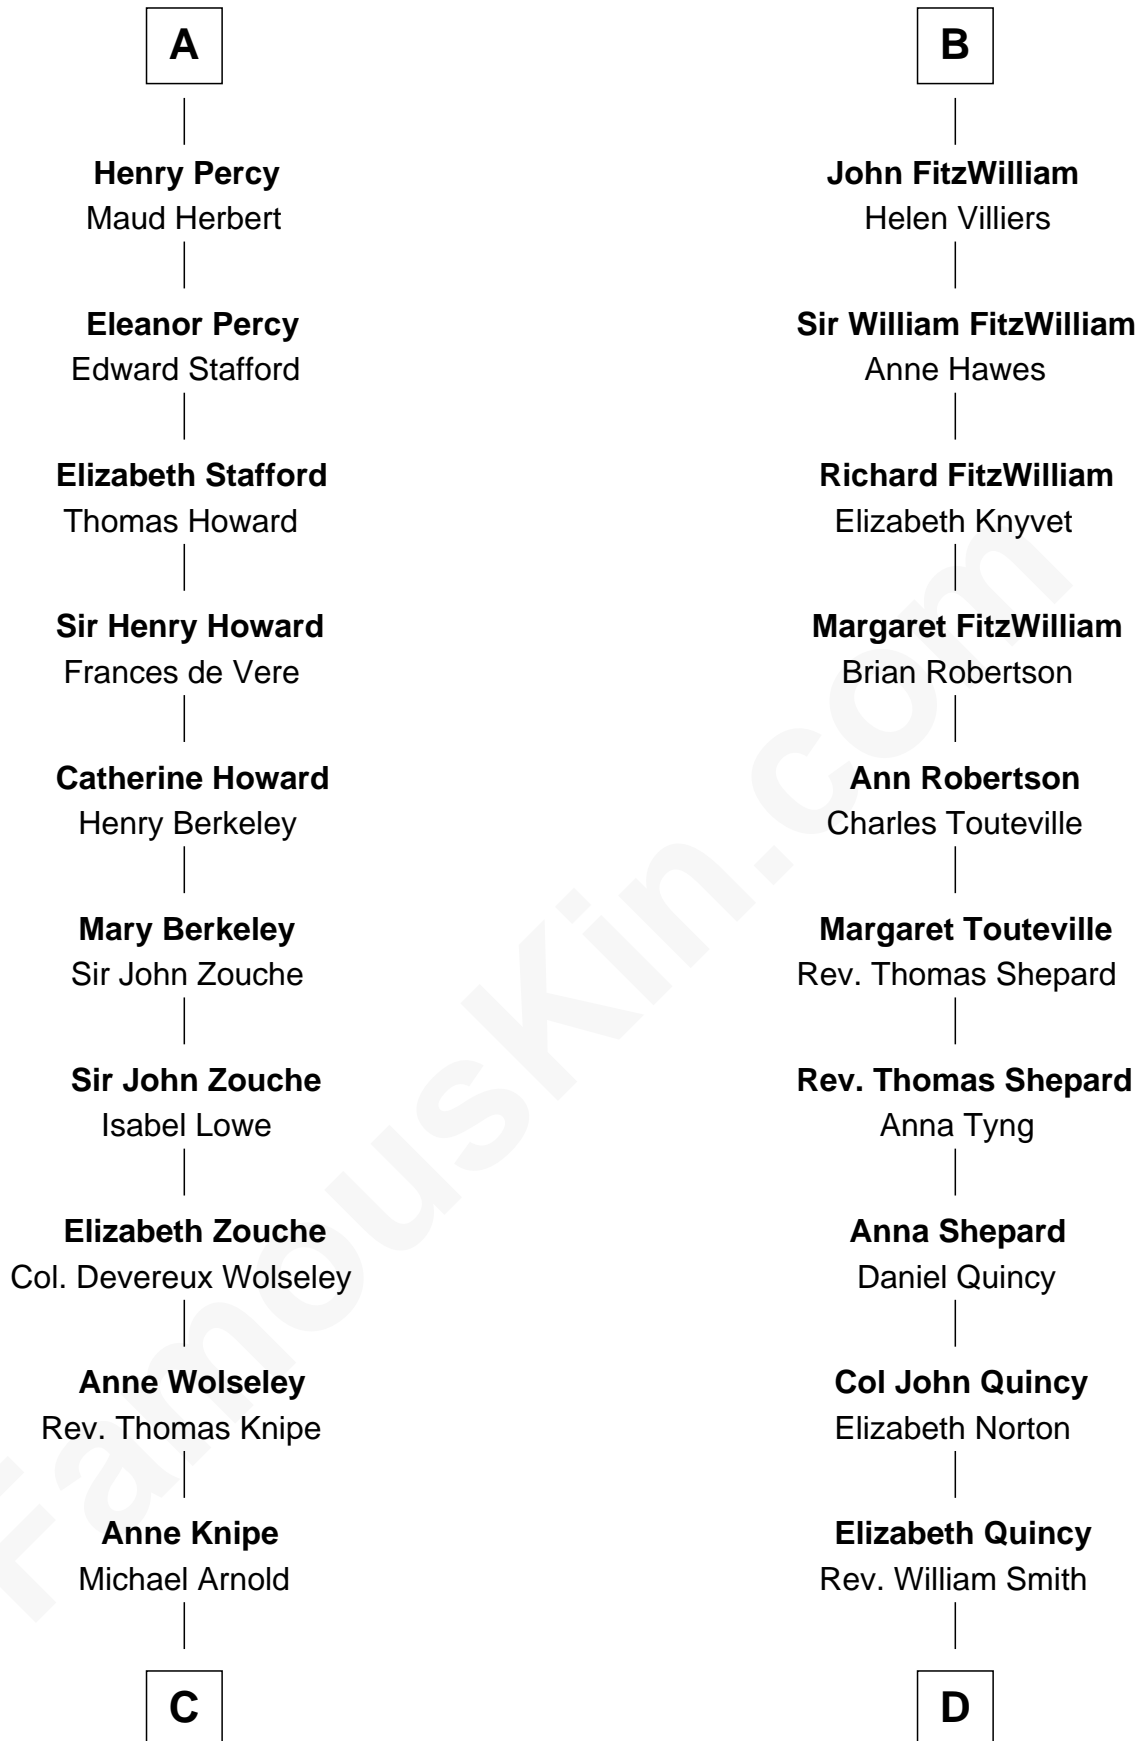 A
Henry Percy
Maud Herbert
Eleanor Percy
Edward Stafford
Elizabeth Stafford
Thomas Howard
Sir Henry Howard
Frances de Vere
Catherine Howard
Henry Berkeley
Mary Berkeley
Sir John Zouche
Sir John Zouche
Isabel Lowe
Elizabeth Zouche
Col. Devereux Wolseley
Anne Wolseley
Rev. Thomas Knipe
Anne Knipe
Michael Arnold
C
B
John FitzWilliam
Helen Villiers
Sir William FitzWilliam
Anne Hawes
Richard FitzWilliam
Elizabeth Knyvet
Margaret FitzWilliam
Brian Robertson
Ann Robertson
Charles Touteville
Margaret Touteville
Rev. Thomas Shepard
Rev. Thomas Shepard
Anna Tyng
Anna Shepard
Daniel Quincy
Col John Quincy
Elizabeth Norton
Elizabeth Quincy
Rev. William Smith
D
FamousKin.com